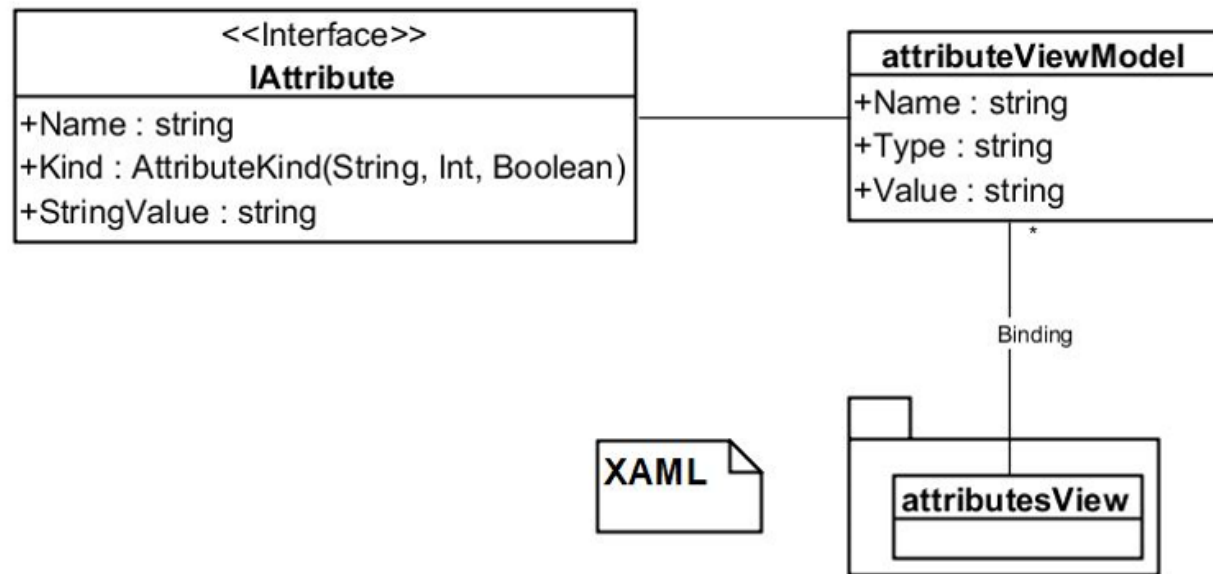 <<Interface>>
IAttribute
+Name : string
+Kind : AttributeKind(String, Int, Boolean)
+StringValue : string
attributeViewModel
+Name : string
+Type : string
+Value : string
*
Binding
XAML
attributesView